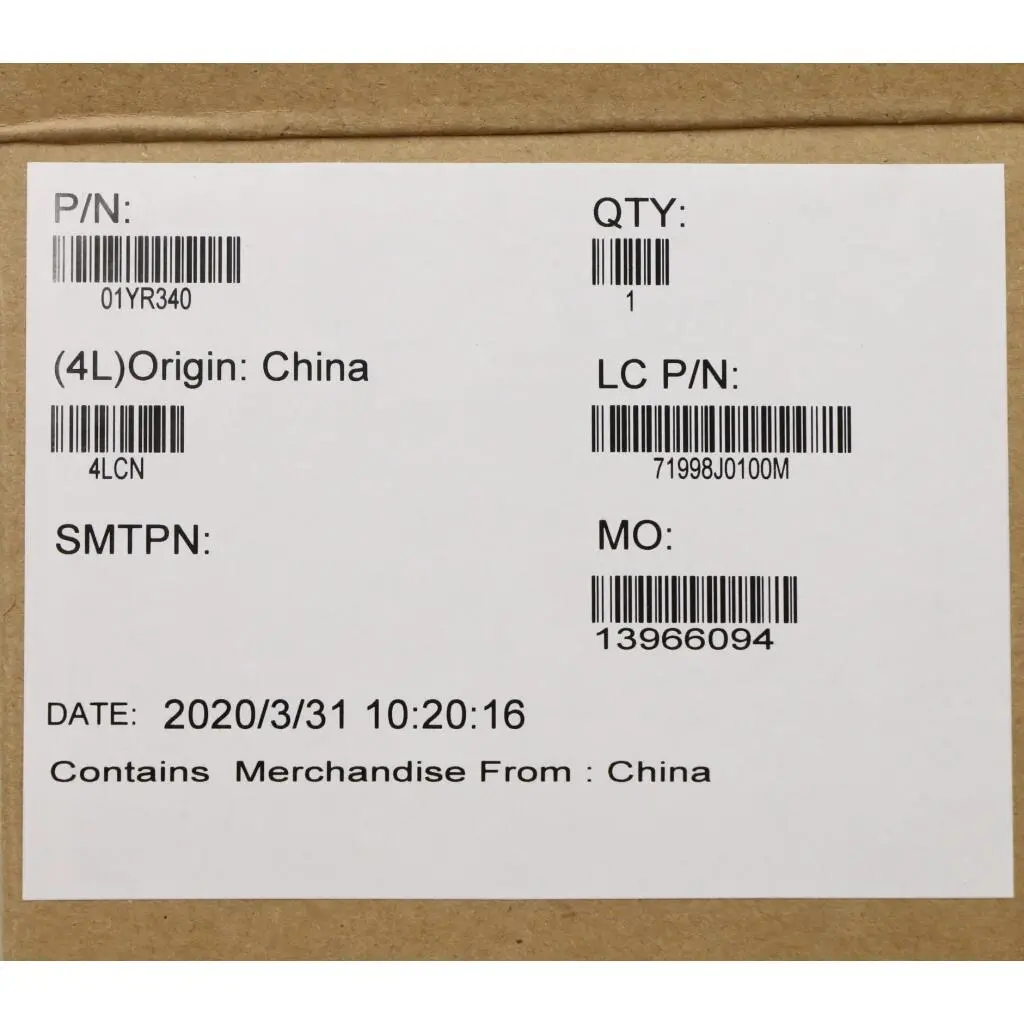 P/N:
QTY:
01YR340
1
(4L)Origin: China
LC P/N:
4LCN
71998J0100M
SMTPN:
MO:
13966094
DATE: 2020/3/31 10:20:16
Contains Merchandise From : China